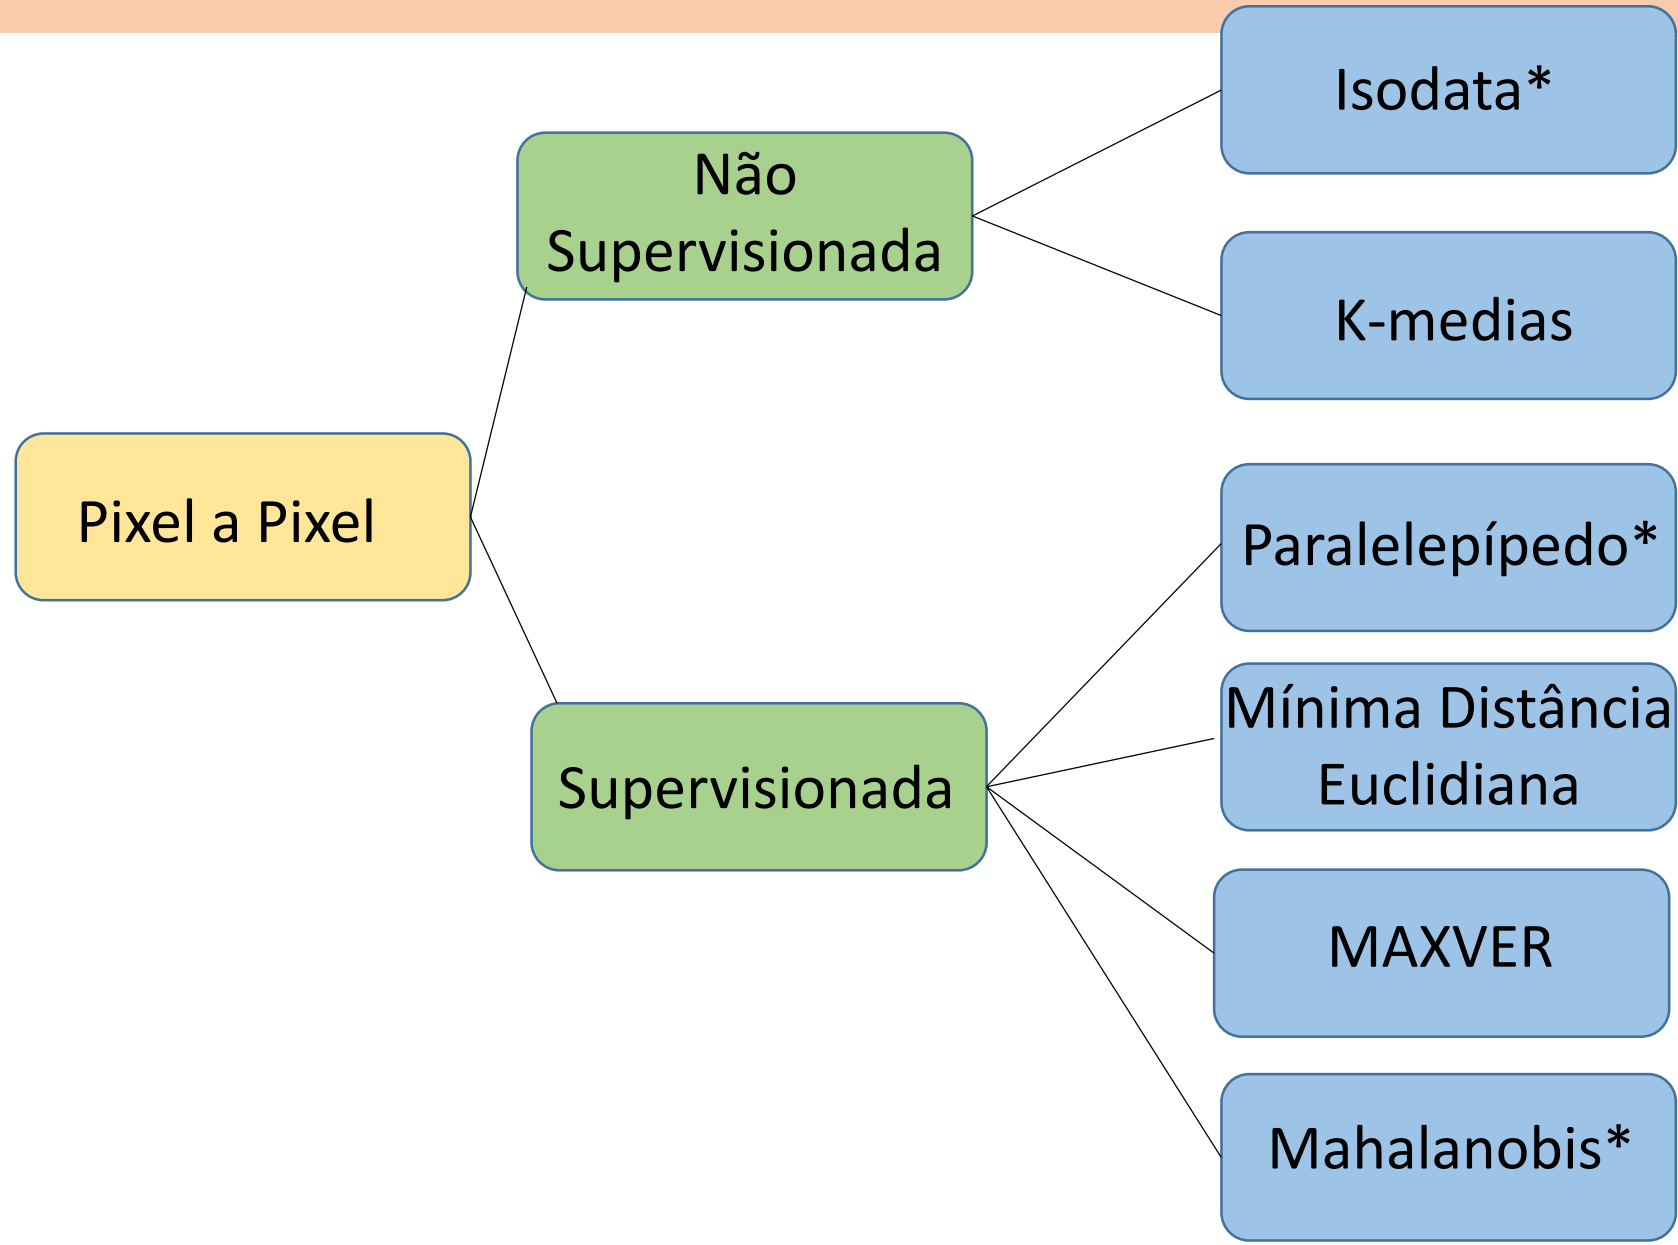 Isodata*
Não
Supervisionada
K-medias
Pixel a Pixel
Paralelepípedo*
Mínima Distância
Euclidiana
Supervisionada
MAXVER
Mahalanobis*